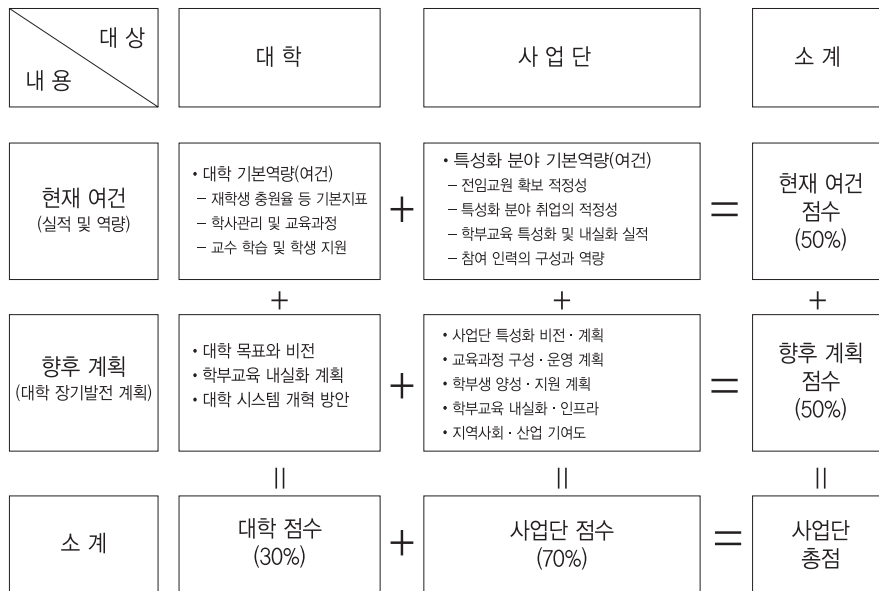 대 상
내 용
대 학
사 업 단
소 계
현재 여건
(실적 및 역량)
• 대학 기본역량(여건)
– 재학생 충원율 등 기본지표
– 학사관리 및 교육과정
– 교수 학습 및 학생 지원
+
• 특성화 분야 기본역량(여건)
– 전임교원 확보 적정성
– 특성화 분야 취업의 적정성
– 학부교육 특성화 및 내실화 실적
– 참여 인력의 구성과 역량
=
현재 여건
점수
(50%)
+
+
+
향후 계획
(대학 장기발전 계획)
• 대학 목표와 비전
• 학부교육 내실화 계획
• 대학 시스템 개혁 방안
+
• 사업단 특성화 비전 · 계획
• 교육과정 구성 · 운영 계획
• 학부생 양성 · 지원 계획
• 학부교육 내실화 · 인프라
• 지역사회 · 산업 기여도
=
향후 계획
점수
(50%)
=
=
=
소 계
대학 점수
(30%)
+
사업단 점수
(70%)
=
사업단
총점